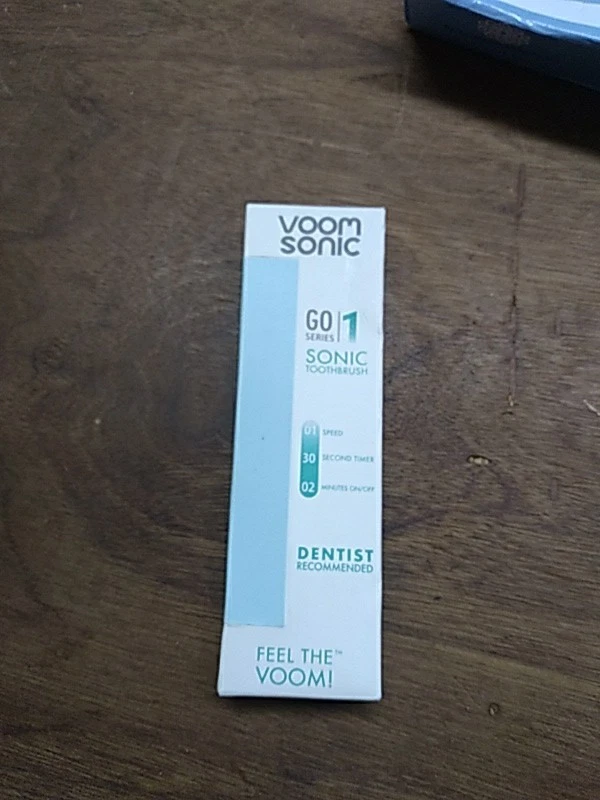 VOOM
SONIC
GO 1
SERIES
SONIC
TOOTHBRUSH
01 SPEED
30 SECOND TIMER
02 MINUTES ON/OFF
DENTIST
RECOMMENDED
FEEL THE™
VOOM!